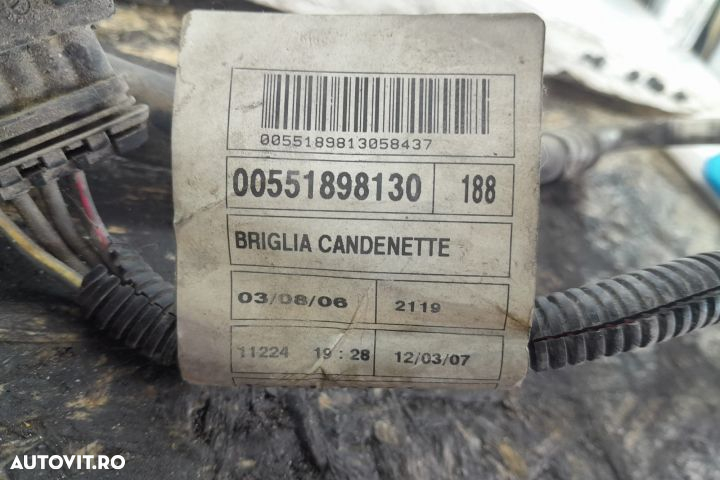 0055189813058437
00551898130 188
BRIGLIA CANDENETTE
03/08/06 2119
11224 19:28 12/03/07
AUTOVIT.RO